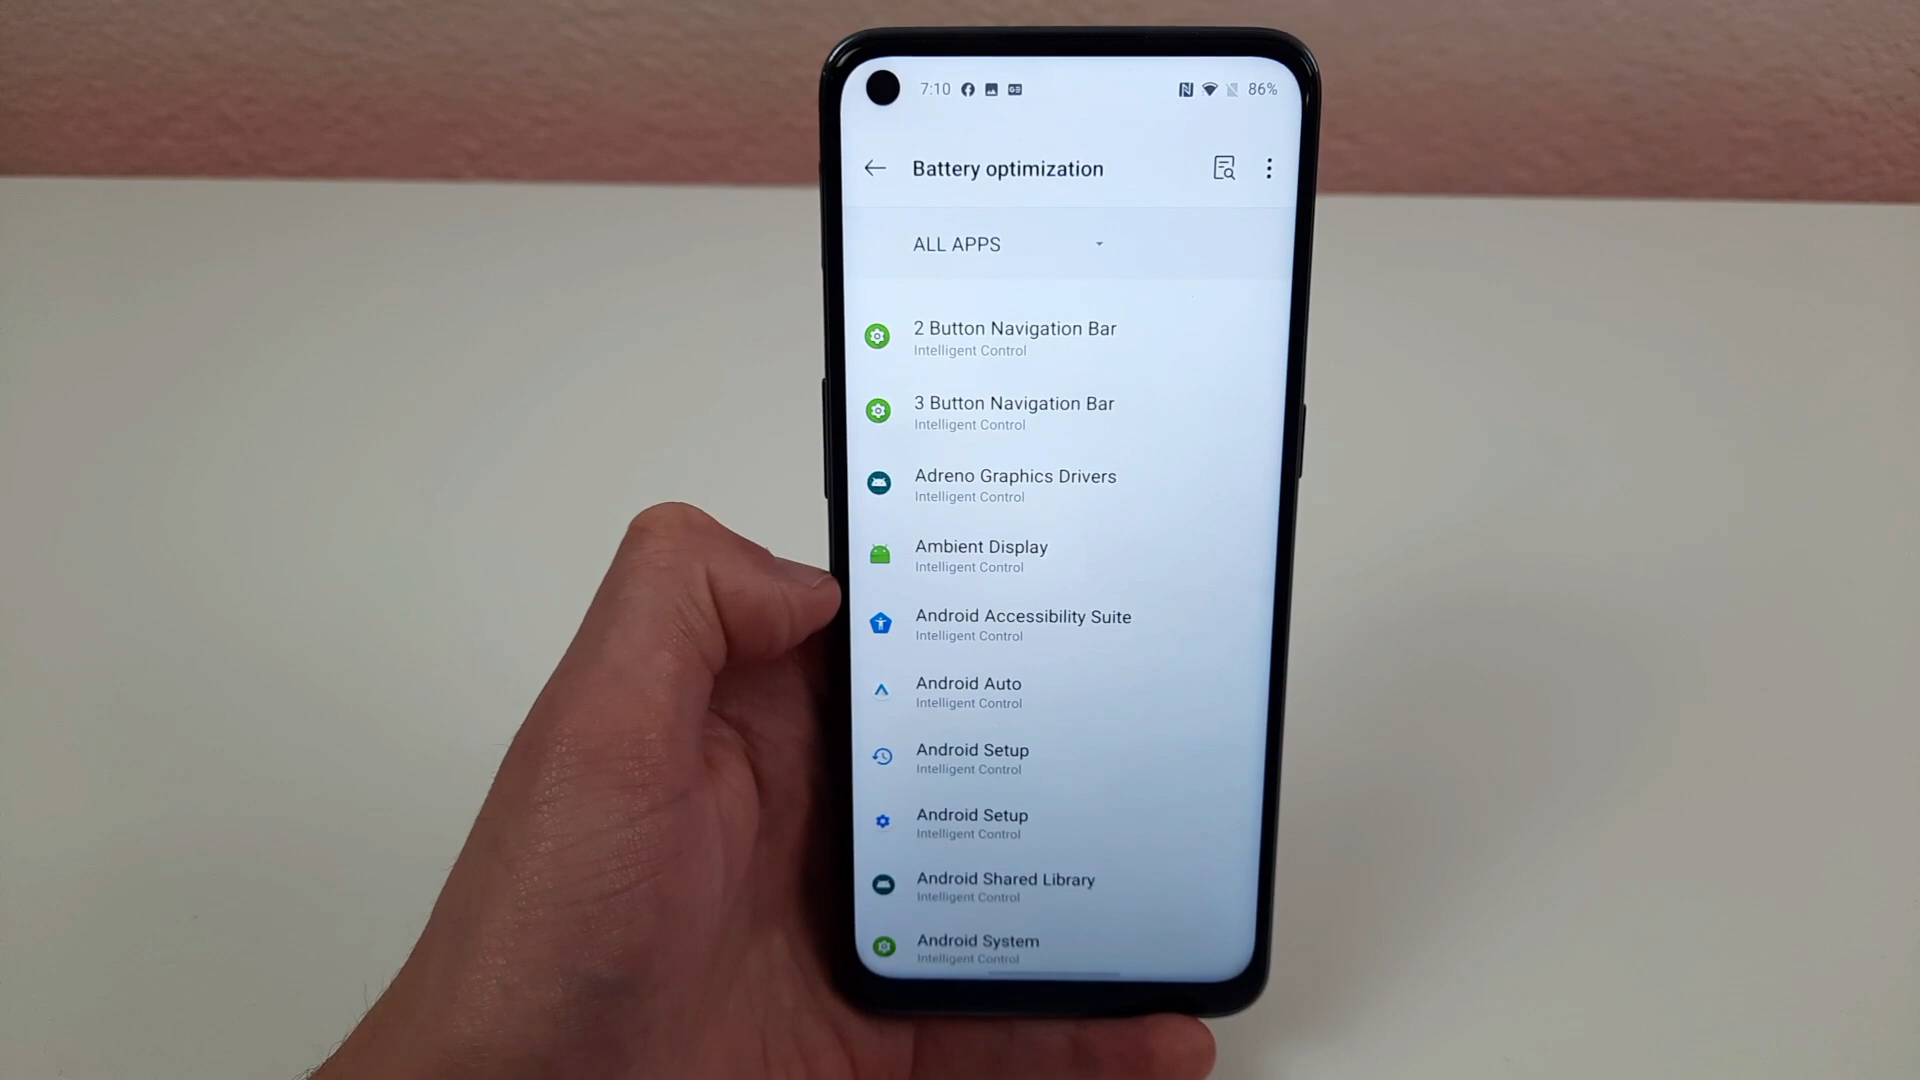 7:10 86%
Battery optimization
ALL APPS
2 Button Navigation Bar
Intelligent Control
3 Button Navigation Bar
Intelligent Control
Adreno Graphics Drivers
Intelligent Control
Ambient Display
Intelligent Control
Android Accessibility Suite
Intelligent Control
Android Auto
Intelligent Control
Android Setup
Intelligent Control
Android Setup
Intelligent Control
Android Shared Library
Intelligent Control
Android System
Intelligent Control